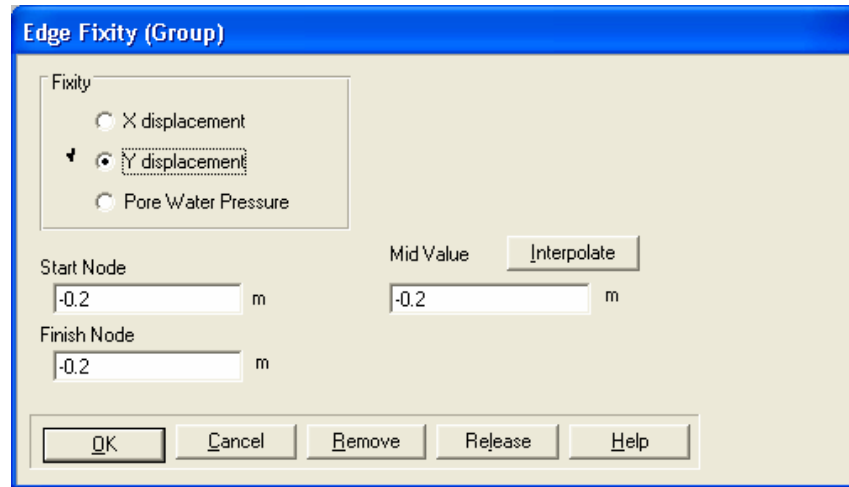 Edge Fixity (Group)
Fixity
X displacement
Y displacement
Pore Water Pressure
Start Node
-0.2 m
Mid Value Interpolate
-0.2 m
Finish Node
-0.2 m
OK Cancel Remove Release Help